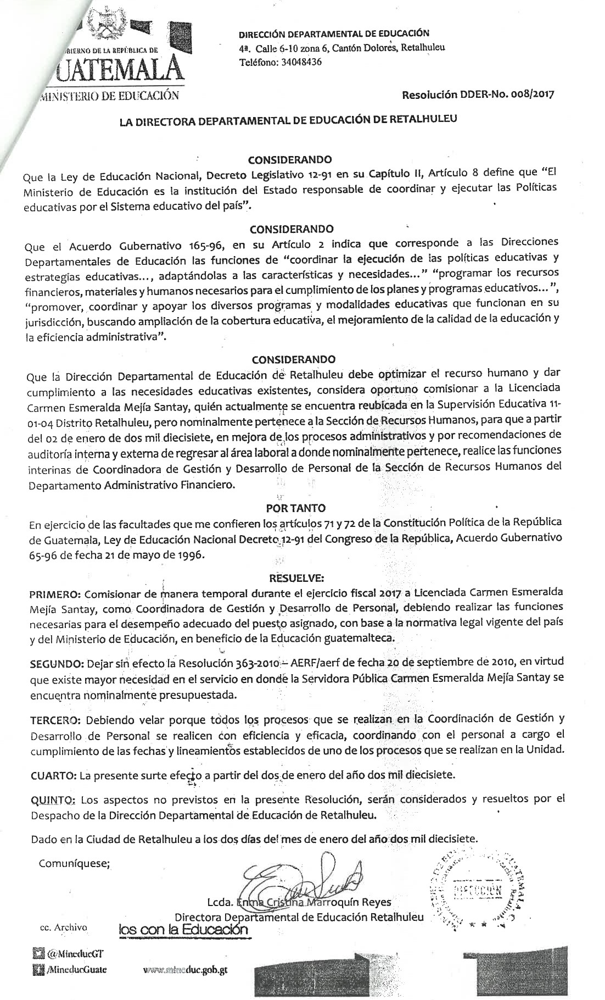 BIERNO DE LA REPÚBLICA DE
UATEMALA
MINISTERIO DE EDUCACIÓN
DIRECCIÓN DEPARTAMENTAL DE EDUCACIÓN
4ª. Calle 6-10 zona 6, Cantón Dolores, Retalhuleu
Teléfono: 34048436
Resolución DDER-No. 008/2017
LA DIRECTORA DEPARTAMENTAL DE EDUCACIÓN DE RETALHULEU
CONSIDERANDO
Que la Ley de Educación Nacional, Decreto Legislativo 12-91 en su Capítulo II, Artículo 8 define que “El
Ministerio de Educación es la institución del Estado responsable de coordinar y ejecutar las Políticas
educativas por el Sistema educativo del país”.
CONSIDERANDO
Que el Acuerdo Gubernativo 165-96, en su Artículo 2 indica que corresponde a las Direcciones
Departamentales de Educación las funciones de “coordinar la ejecución de las políticas educativas y
estrategias educativas..., adaptándolas a las características y necesidades...” “programar los recursos
financieros, materiales y humanos necesarios para el cumplimiento de los planes y programas educativos...”,
“promover, coordinar y apoyar los diversos programas y modalidades educativas que funcionan en su
jurisdicción, buscando ampliación de la cobertura educativa, el mejoramiento de la calidad de la educación y
la eficiencia administrativa”.
CONSIDERANDO
Que la Dirección Departamental de Educación de Retalhuleu debe optimizar el recurso humano y dar
cumplimiento a las necesidades educativas existentes, considera oportuno comisionar a la Licenciada
Carmen Esmeralda Mejía Santay, quién actualmente se encuentra reubicada en la Supervisión Educativa 11-
01-04 Distrito Retalhuleu, pero nominalmente pertenece a la Sección de Recursos Humanos, para que a partir
del 02 de enero de dos mil diecisiete, en mejora de los procesos administrativos y por recomendaciones de
auditoría interna y externa de regresar al área laboral a donde nominalmente pertenece, realice las funciones
interinas de Coordinadora de Gestión y Desarrollo de Personal de la Sección de Recursos Humanos del
Departamento Administrativo Financiero.
POR TANTO
En ejercicio de las facultades que me confieren los artículos 71 y 72 de la Constitución Política de la República
de Guatemala, Ley de Educación Nacional Decreto 12-91 del Congreso de la República, Acuerdo Gubernativo
65-96 de fecha 21 de mayo de 1996.
RESUELVE:
PRIMERO: Comisionar de manera temporal durante el ejercicio fiscal 2017 a Licenciada Carmen Esmeralda
Mejía Santay, como Coordinadora de Gestión y Desarrollo de Personal, debiendo realizar las funciones
necesarias para el desempeño adecuado del puesto asignado, con base a la normativa legal vigente del país
y del Ministerio de Educación, en beneficio de la Educación guatemalteca.
SEGUNDO: Dejar sin efecto la Resolución 363-2010 – AERF/aerf de fecha 20 de septiembre de 2010, en virtud
que existe mayor necesidad en el servicio en donde la Servidora Pública Carmen Esmeralda Mejía Santay se
encuentra nominalmente presupuestada.
TERCERO: Debiendo velar porque todos los procesos que se realizan en la Coordinación de Gestión y
Desarrollo de Personal se realicen con eficiencia y eficacia, coordinando con el personal a cargo el
cumplimiento de las fechas y lineamientos establecidos de uno de los procesos que se realizan en la Unidad.
CUARTO: La presente surte efecto a partir del dos de enero del año dos mil diecisiete.
QUINTO: Los aspectos no previstos en la presente Resolución, serán considerados y resueltos por el
Despacho de la Dirección Departamental de Educación de Retalhuleu.
Dado en la Ciudad de Retalhuleu a los dos días del mes de enero del año dos mil diecisiete.
Comuníquese;
DIRECCIÓN
GUATEMALA, C.A.
Lcda. Enma Cristina Marroquín Reyes
Directora Departamental de Educación Retalhuleu
cc. Archivo
los con la Educación
@MineducGT
/MineducGuate
www.mineduc.gob.gt